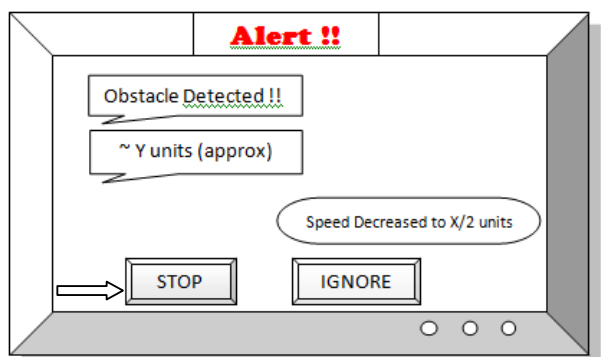 Alert !!
Obstacle Detected !!
~ Y units (approx)
Speed Decreased to X/2 units
STOP
IGNORE